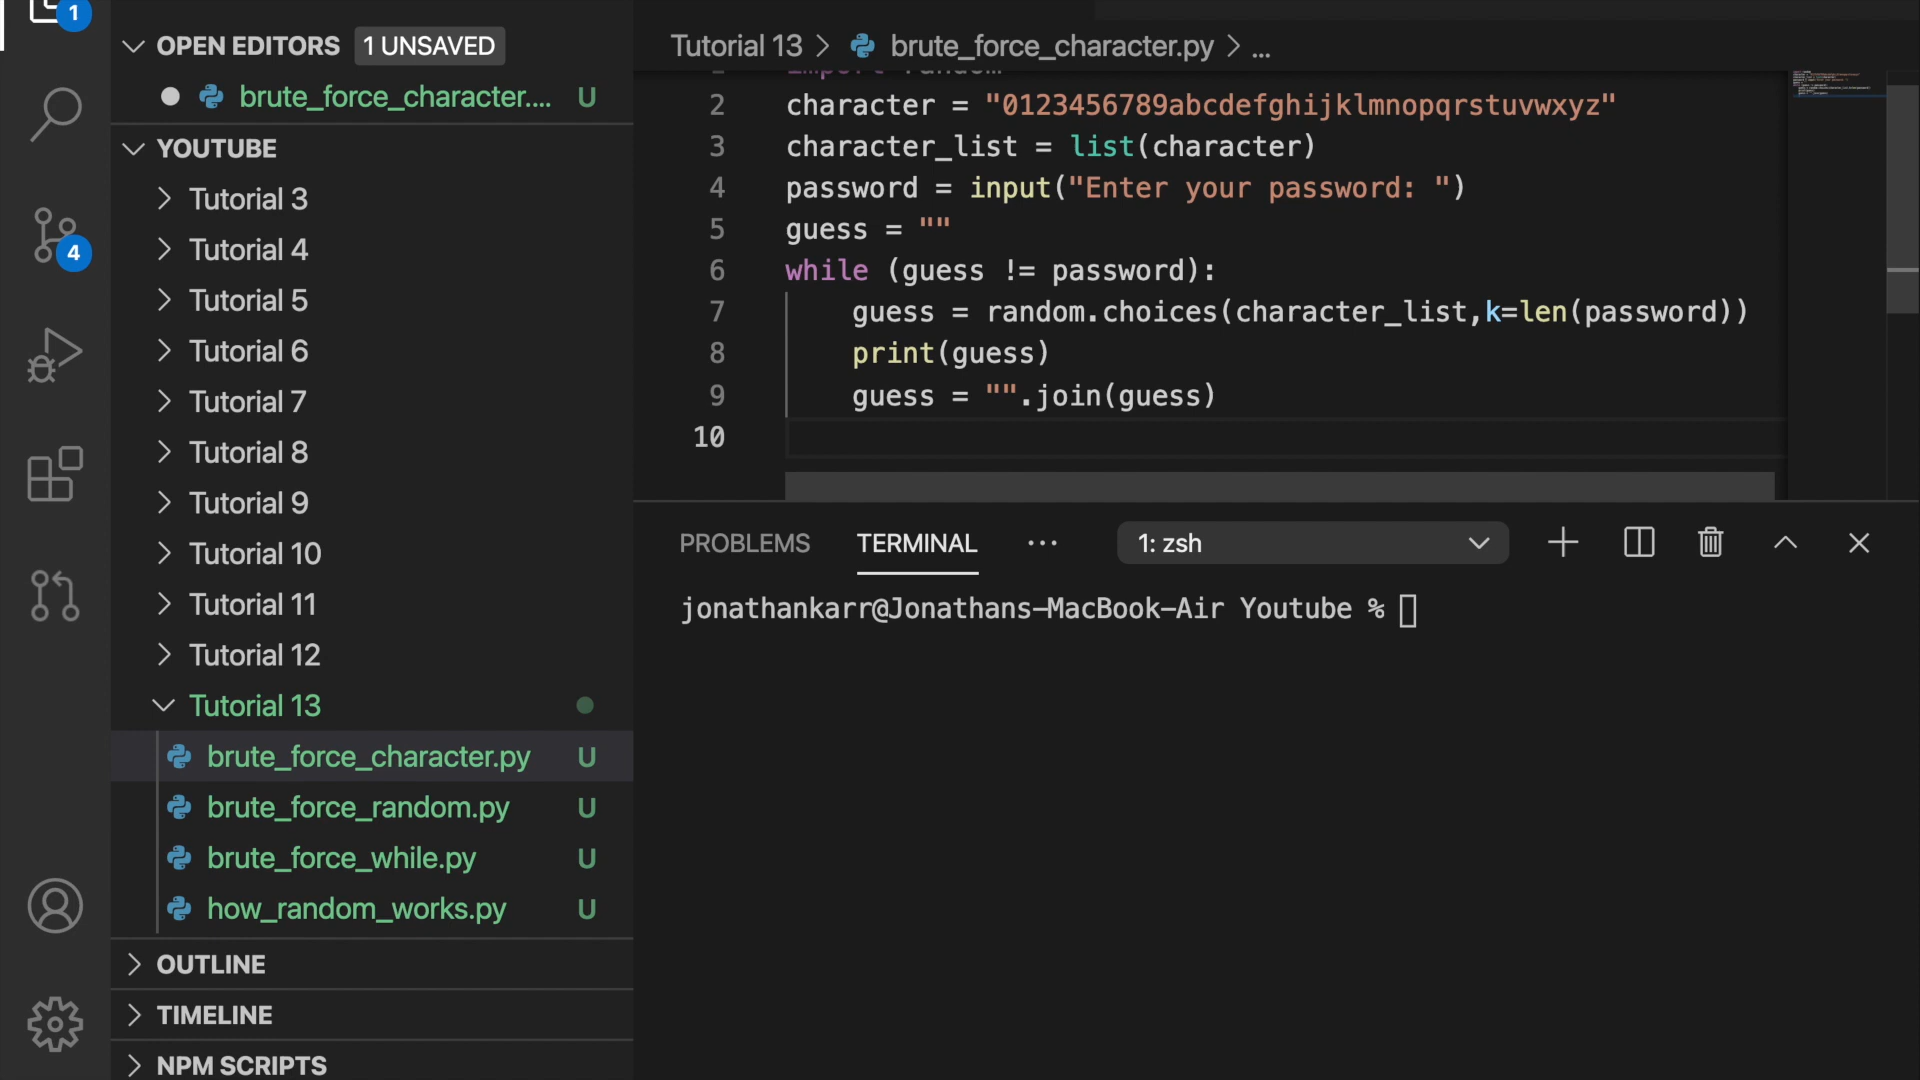 1
OPEN EDITORS 1 UNSAVED
brute_force_character.... U
YOUTUBE
Tutorial 3
Tutorial 4
4
Tutorial 5
Tutorial 6
Tutorial 7
Tutorial 8
Tutorial 9
Tutorial 10
Tutorial 11
Tutorial 12
Tutorial 13
brute_force_character.py U
brute_force_random.py U
brute_force_while.py U
how_random_works.py U
OUTLINE
TIMELINE
NPM SCRIPTS
Tutorial 13 > brute_force_character.py > ...
import random
2 character = "0123456789abcdefghijklmnopqrstuvwxyz"
3 character_list = list(character)
4 password = input("Enter your password: ")
5 guess = ""
6 while (guess != password):
7 guess = random.choices(character_list,k=len(password))
8 print(guess)
9 guess = "".join(guess)
10
PROBLEMS TERMINAL ... 1: zsh
jonathankarr@Jonathans-MacBook-Air Youtube %